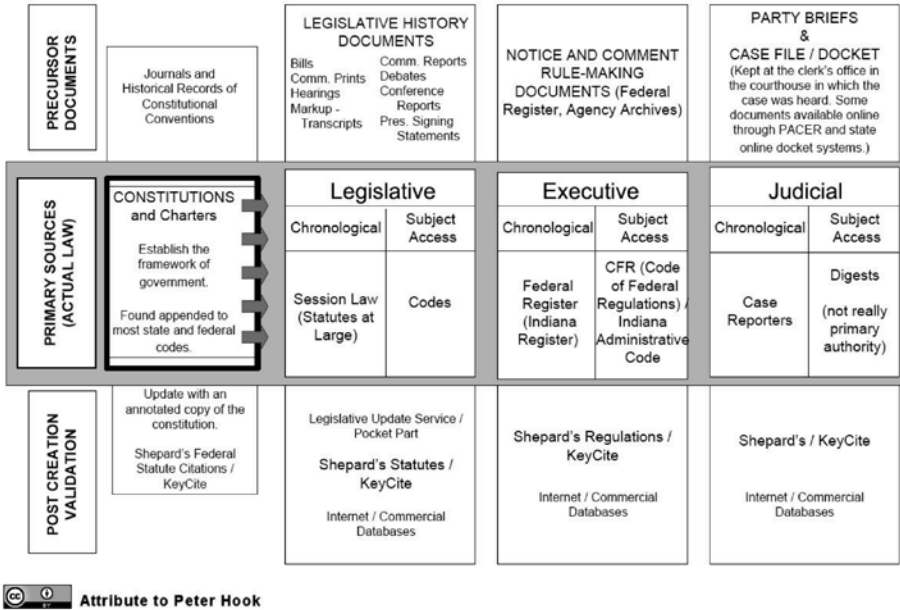 PRECURSOR
DOCUMENTS
Journals and
Historical Records of
Constitutional
Conventions
LEGISLATIVE HISTORY
DOCUMENTS
Bills
Comm. Prints
Hearings
Markup -
Transcripts
Comm. Reports
Debates
Conference
Reports
Pres. Signing
Statements
NOTICE AND COMMENT
RULE-MAKING
DOCUMENTS (Federal
Register, Agency Archives)
PARTY BRIEFS
&
CASE FILE / DOCKET
(Kept at the clerk's office in
the courthouse in which the
case was heard. Some
documents available online
through PACER and state
online docket systems.)
PRIMARY SOURCES
(ACTUAL LAW)
CONSTITUTIONS
and Charters
Establish the
framework of
government.
Found appended to
most state and federal
codes.
Legislative
Chronological
Subject
Access
Session Law
(Statutes at
Large)
Codes
Executive
Chronological
Subject
Access
Federal
Register
(Indiana
Register)
CFR (Code
of Federal
Regulations) /
Indiana
Administrative
Code
Judicial
Chronological
Subject
Access
Case
Reporters
Digests
(not really
primary
authority)
POST CREATION
VALIDATION
Update with an
annotated copy of the
constitution.
Shepard's Federal
Statute Citations /
KeyCite
Legislative Update Service /
Pocket Part
Shepard's Statutes /
KeyCite
Internet / Commercial
Databases
Shepard's Regulations /
KeyCite
Internet / Commercial
Databases
Shepard's / KeyCite
Internet / Commercial
Databases
cc
BY
Attribute to Peter Hook